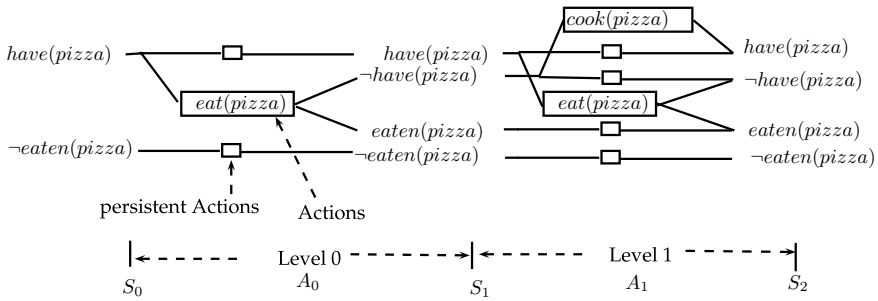 cook(pizza)
have(pizza) have(pizza) have(pizza)
¬have(pizza) ¬have(pizza)
eat(pizza) eat(pizza)
eaten(pizza) eaten(pizza)
¬eaten(pizza) ¬eaten(pizza) ¬eaten(pizza)
persistent Actions Actions
Level 0 Level 1
S₀ A₀ S₁ A₁ S₂